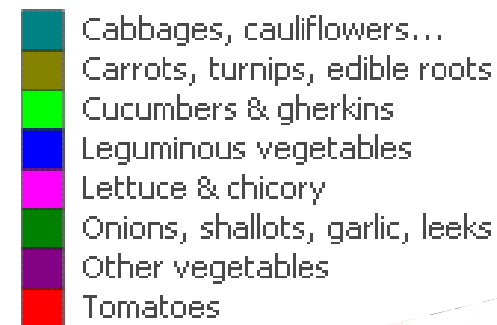 Cabbages, cauliflowers...
Carrots, turnips, edible roots
Cucumbers & gherkins
Leguminous vegetables
Lettuce & chicory
Onions, shallots, garlic, leeks
Other vegetables
Tomatoes